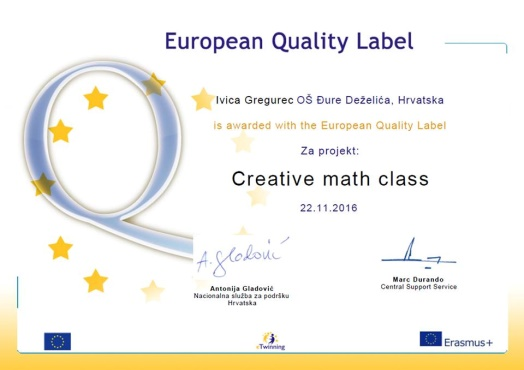 European Quality Label
Ivica Gregurec OŠ Đure Deželića, Hrvatska
is awarded with the European Quality Label
Za projekt:
Creative math class
22.11.2016
A. Gladović
Antonija Gladović
Nacionalna služba za podršku
Hrvatska
Marc Durando
Central Support Service
eTwinning
Erasmus+